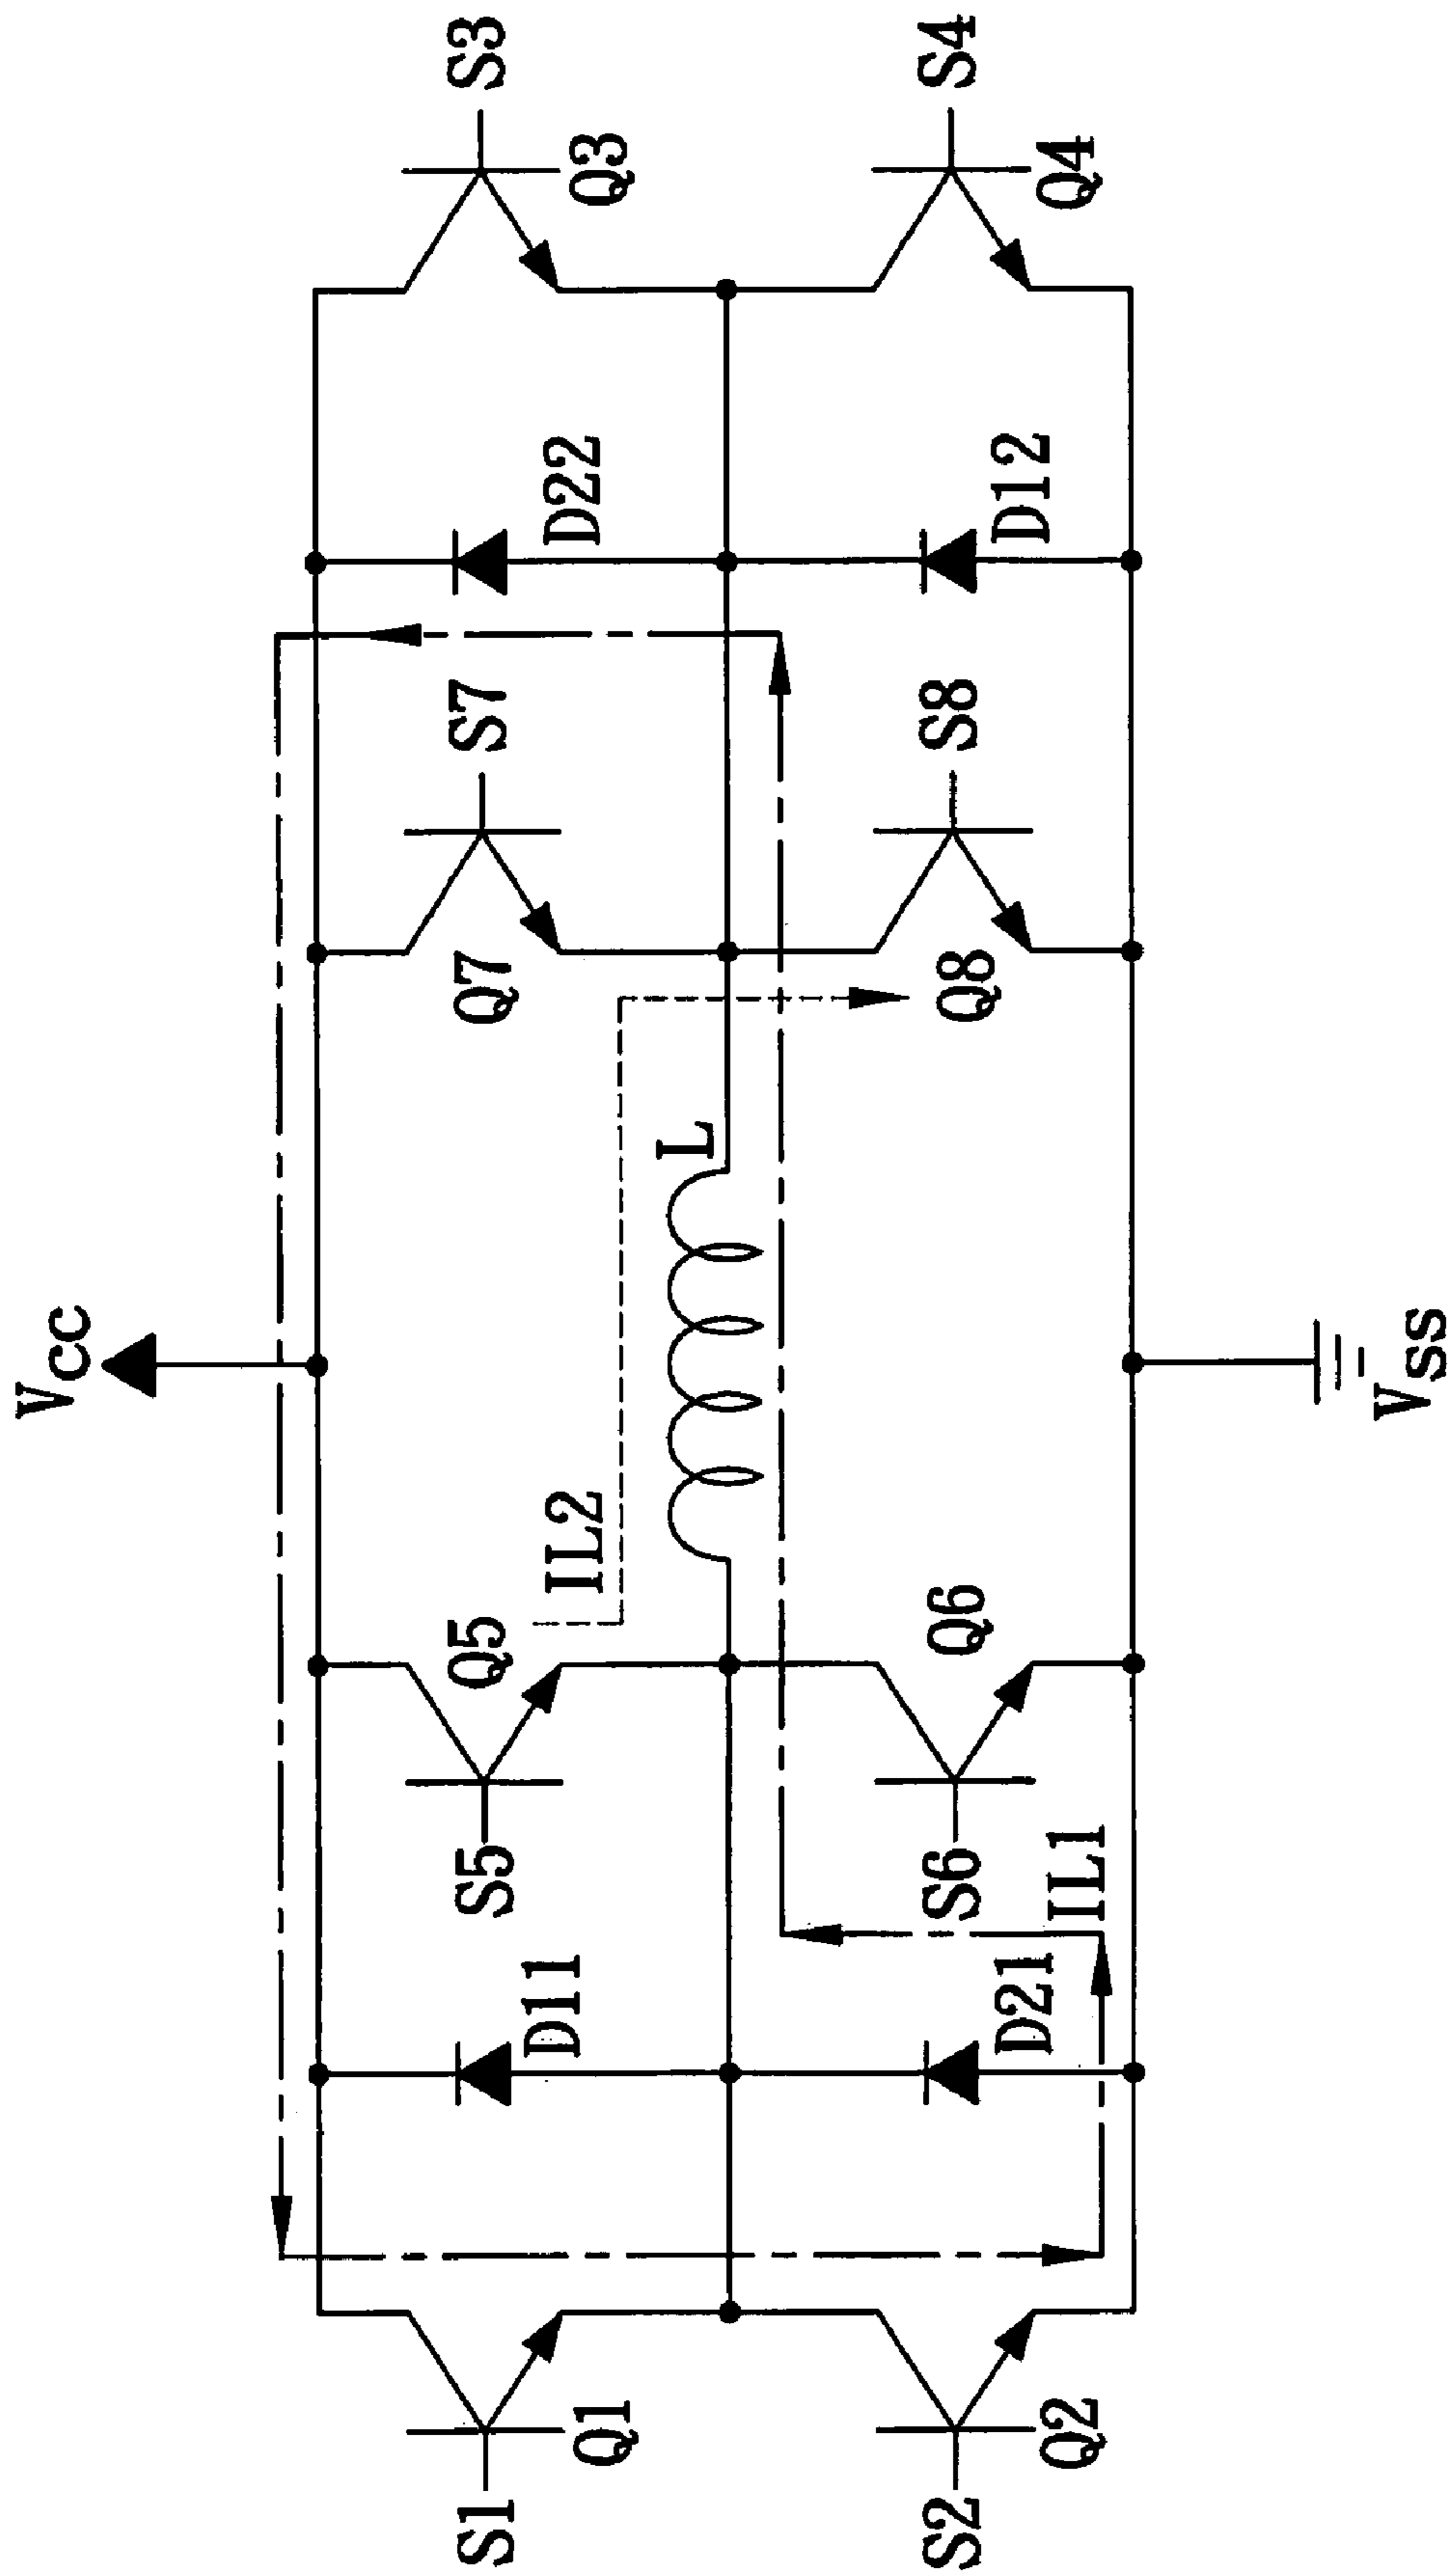 VCC
S1
Q1
D11
S5
Q5
IL2
L
Q7
S7
D22
Q3
S3
S2
Q2
D21
IL1
S6
Q6
Q8
S8
D12
Q4
S4
VSS